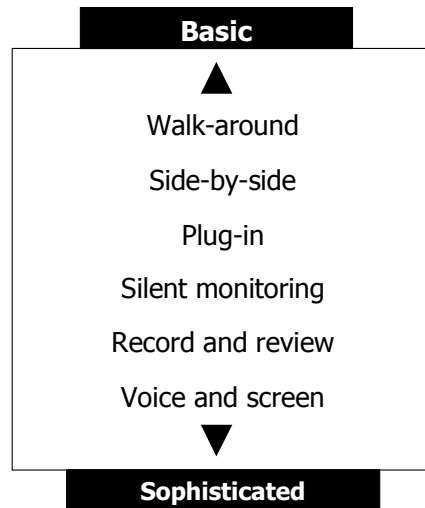 Basic
Walk-around
Side-by-side
Plug-in
Silent monitoring
Record and review
Voice and screen
Sophisticated